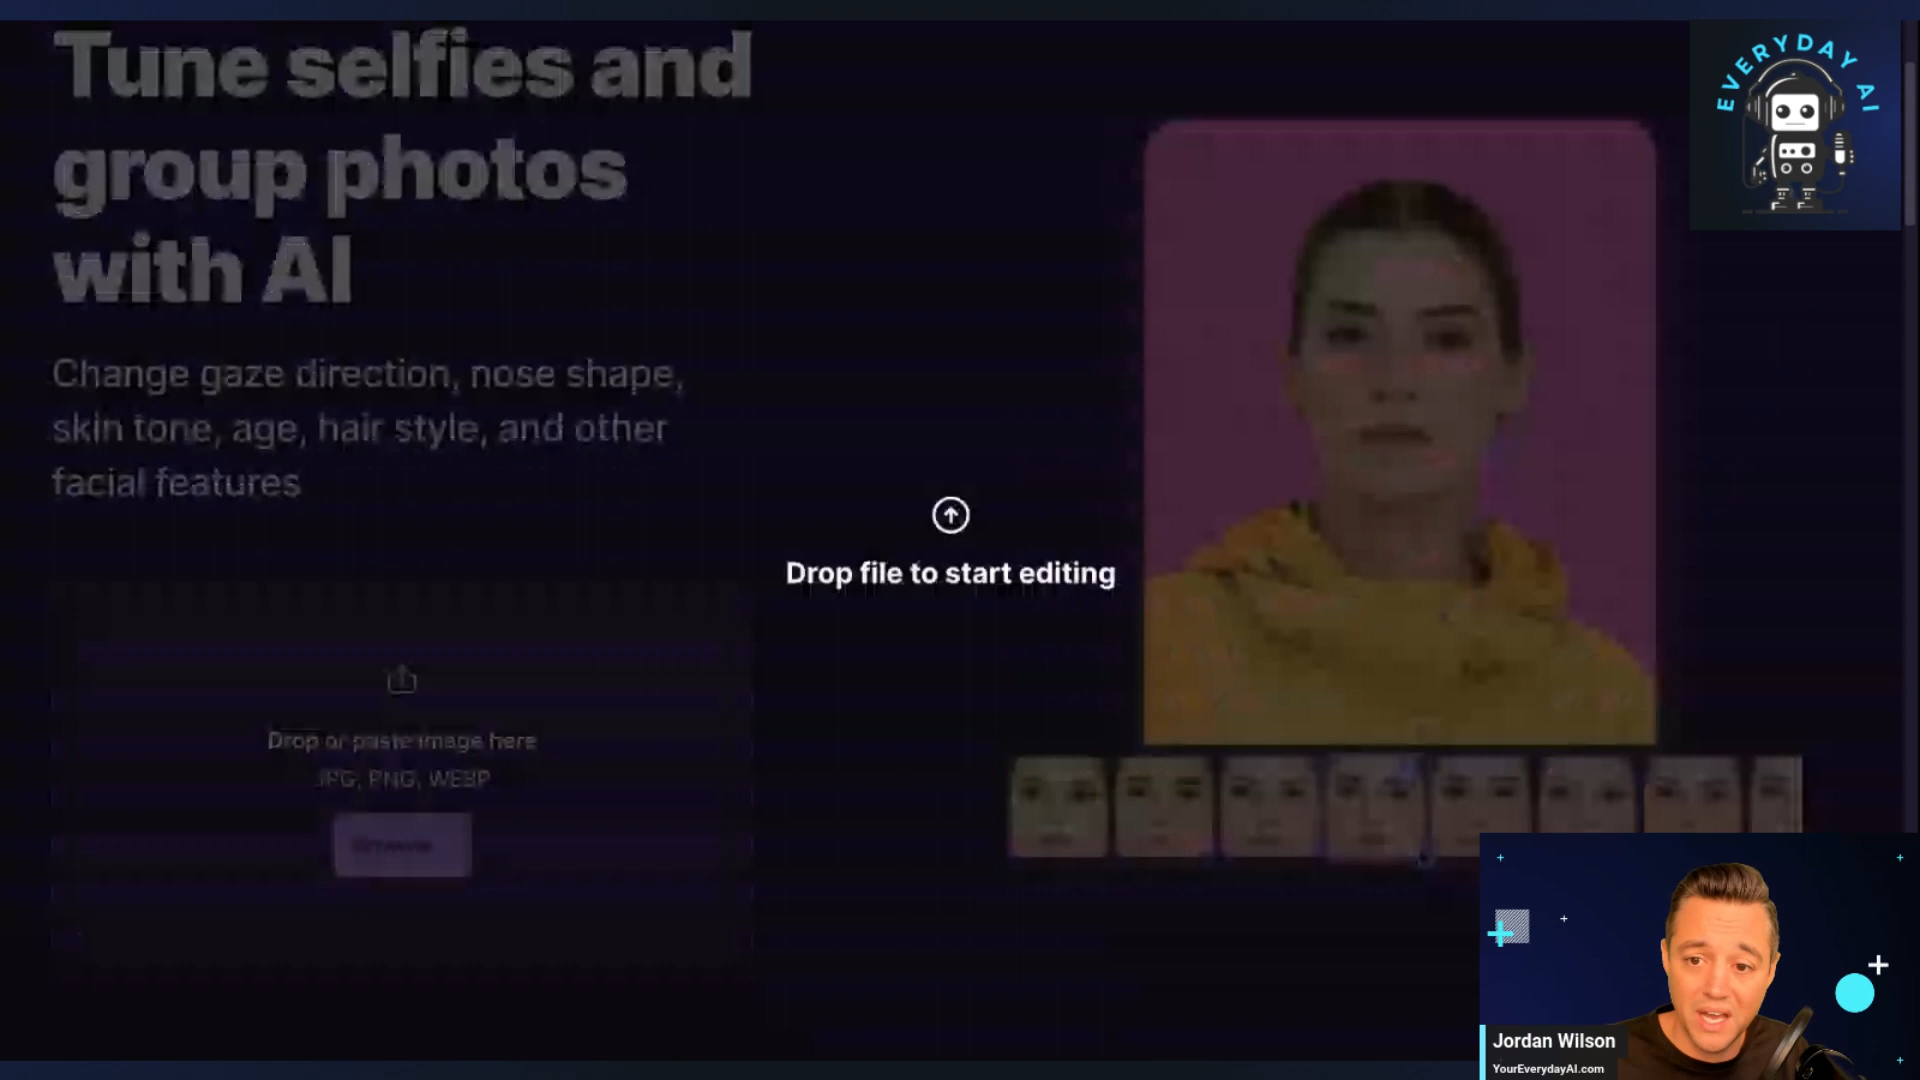 Tune selfies and
group photos
with AI
Change gaze direction, nose shape,
skin tone, age, hair style, and other
facial features
Drop file to start editing
Drop or paste image here
JPG, PNG, WEBP
Browse
EVERYDAY AI
Jordan Wilson
YourEverydayAI.com